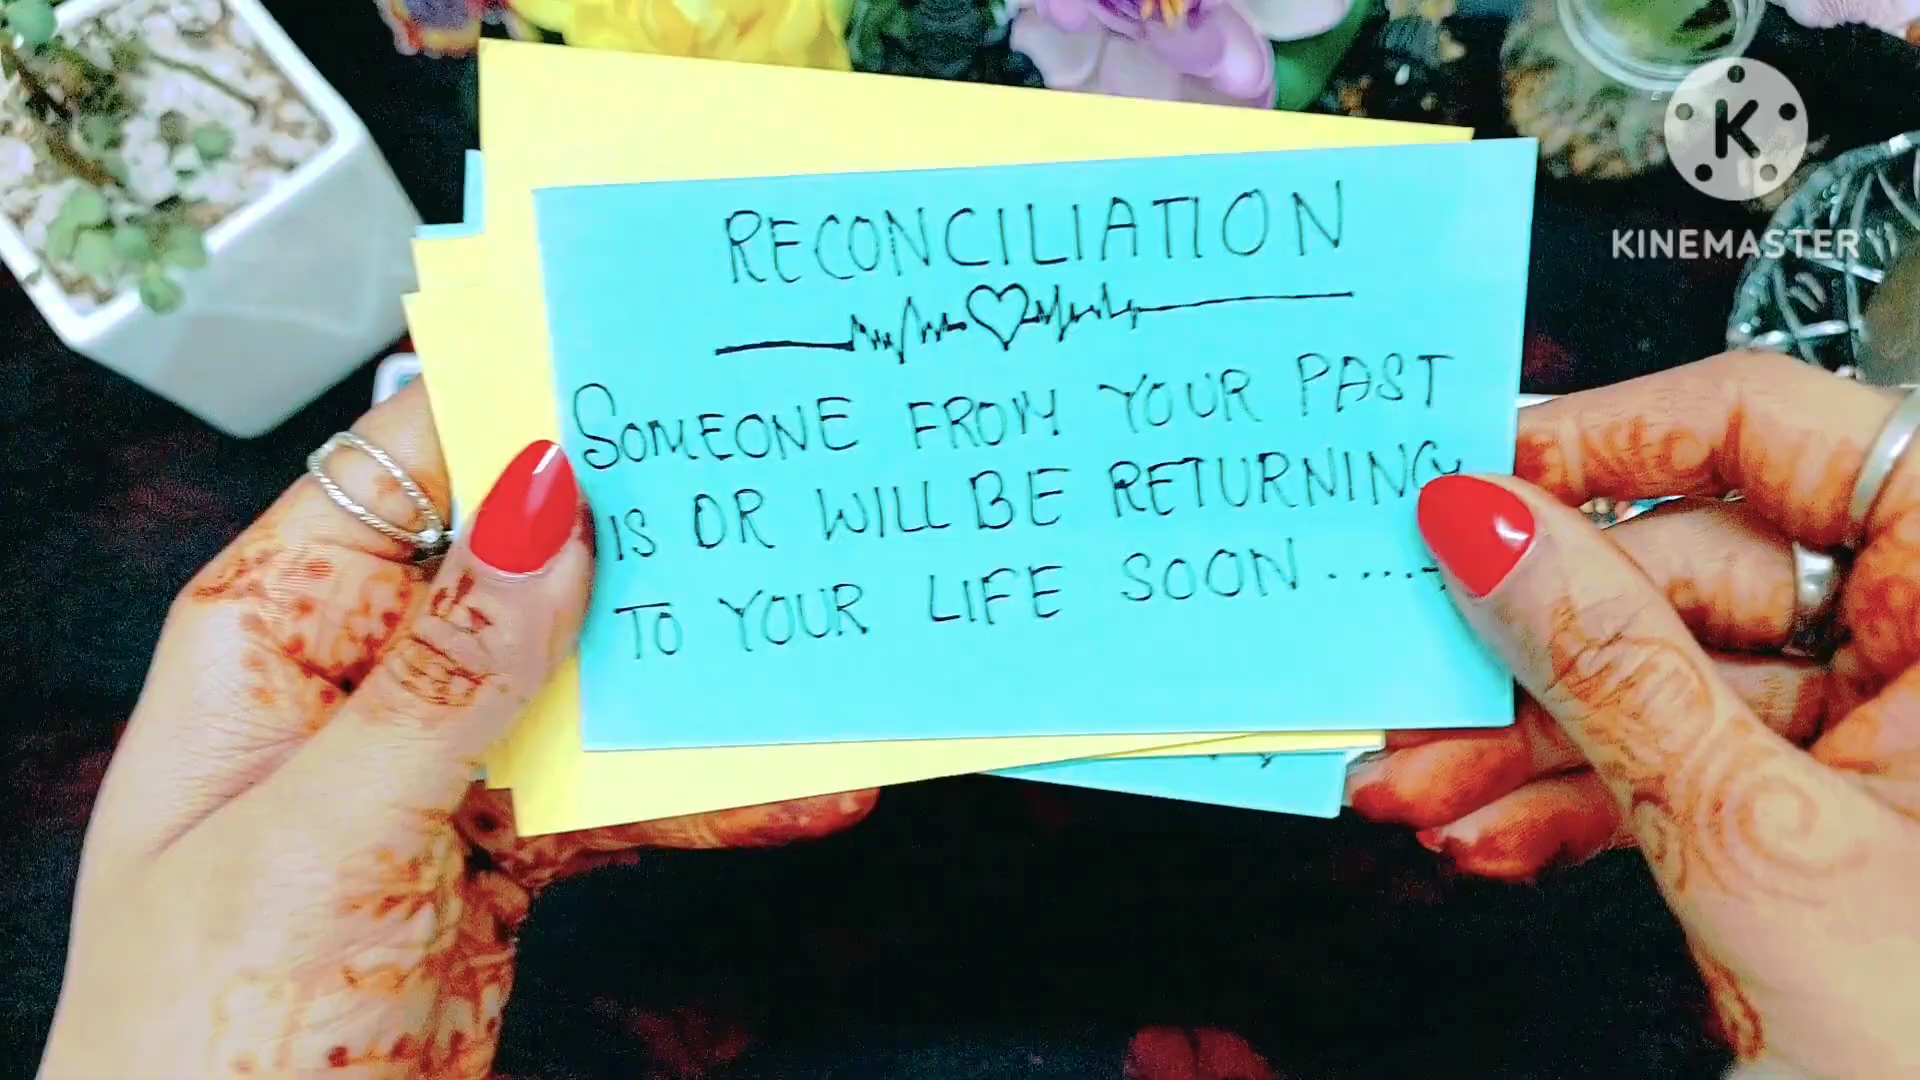 RECONCILIATION
SOMEONE FROM YOUR PAST
IS OR WILL BE RETURNING
TO YOUR LIFE SOON .....
K
KINEMASTER